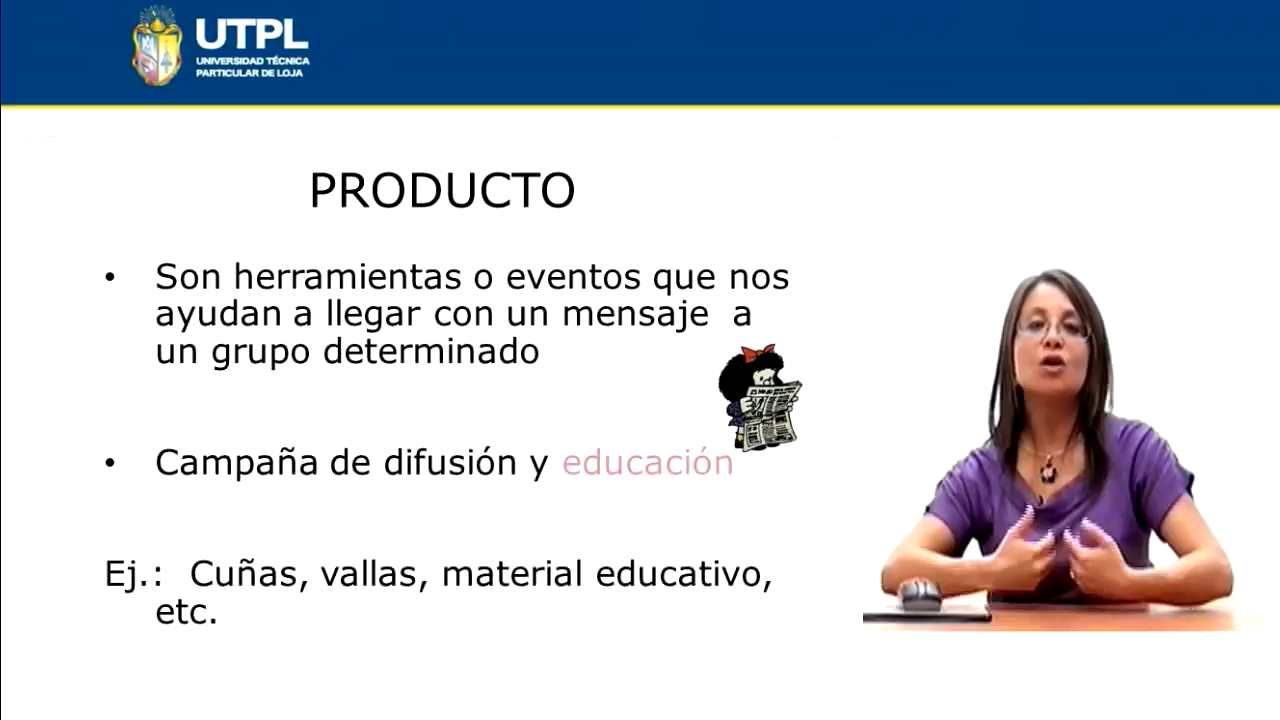 UTPL
UNIVERSIDAD TÉCNICA
PARTICULAR DE LOJA
PRODUCTO
• Son herramientas o eventos que nos
ayudan a llegar con un mensaje a
un grupo determinado
• Campaña de difusión y educación
Ej.: Cuñas, vallas, material educativo,
etc.